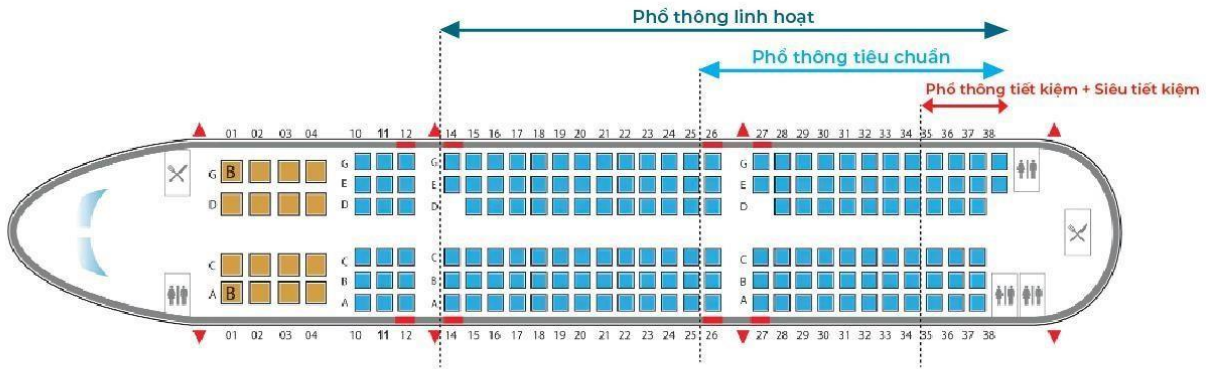 Phổ thông linh hoạt
Phổ thông tiêu chuẩn
Phổ thông tiết kiệm + Siêu tiết kiệm
01 02 03 04 10 11 12 14 15 16 17 18 19 20 21 22 23 24 25 26 27 28 29 30 31 32 33 34 35 36 37 38
G B G G G
E E E
D D D D
C C C C
B B B
A B A A A
01 02 03 04 10 11 12 14 15 16 17 18 19 20 21 22 23 24 25 26 27 28 29 30 31 32 33 34 35 36 37 38